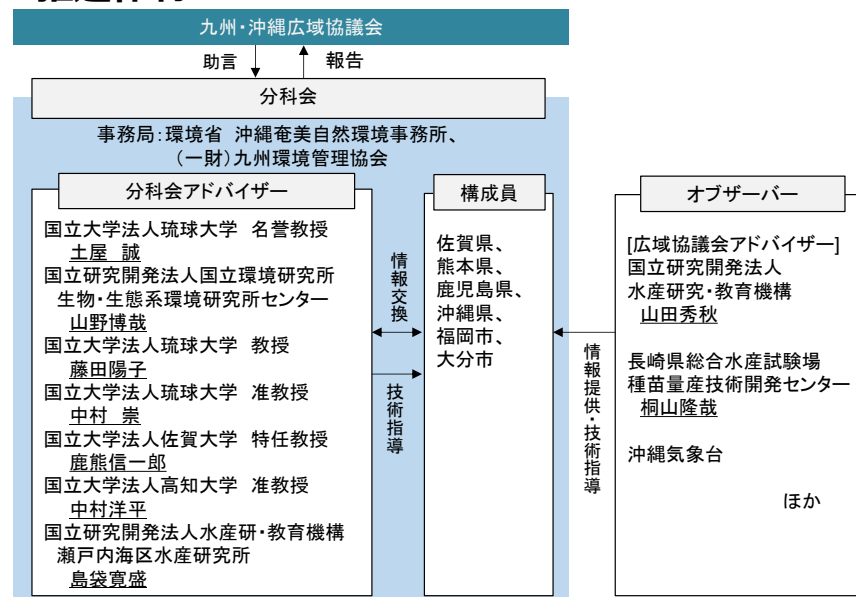 九州・沖縄広域協議会
助言
報告
分科会
事務局:環境省 沖縄奄美自然環境事務所、
(一財)九州環境管理協会
分科会アドバイザー
国立大学法人琉球大学 名誉教授
土屋 誠
国立研究開発法人国立環境研究所
生物・生態系環境研究所センター
山野博哉
国立大学法人琉球大学 教授
藤田陽子
国立大学法人琉球大学 准教授
中村 崇
国立大学法人佐賀大学 特任教授
鹿熊信一郎
国立大学法人高知大学 准教授
中村洋平
国立研究開発法人水産研・教育機構
瀬戸内海区水産研究所
島袋寛盛
情報交換
技術指導
構成員
佐賀県、
熊本県、
鹿児島県、
沖縄県、
福岡市、
大分市
情報提供・技術指導
オブザーバー
[広域協議会アドバイザー]
国立研究開発法人
水産研究・教育機構
山田秀秋
長崎県総合水産試験場
種苗量産技術開発センター
桐山隆哉
沖縄気象台
ほか